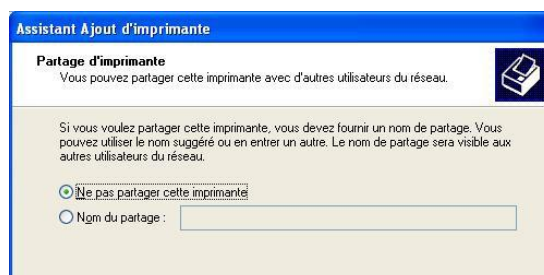 Assistant Ajout d'imprimante
Partage d'imprimante
Vous pouvez partager cette imprimante avec d'autres utilisateurs du réseau.
Si vous voulez partager cette imprimante, vous devez fournir un nom de partage. Vous
pouvez utiliser le nom suggéré ou en entrer un autre. Le nom de partage sera visible aux
autres utilisateurs du réseau.
Ne pas partager cette imprimante
Nom du partage :